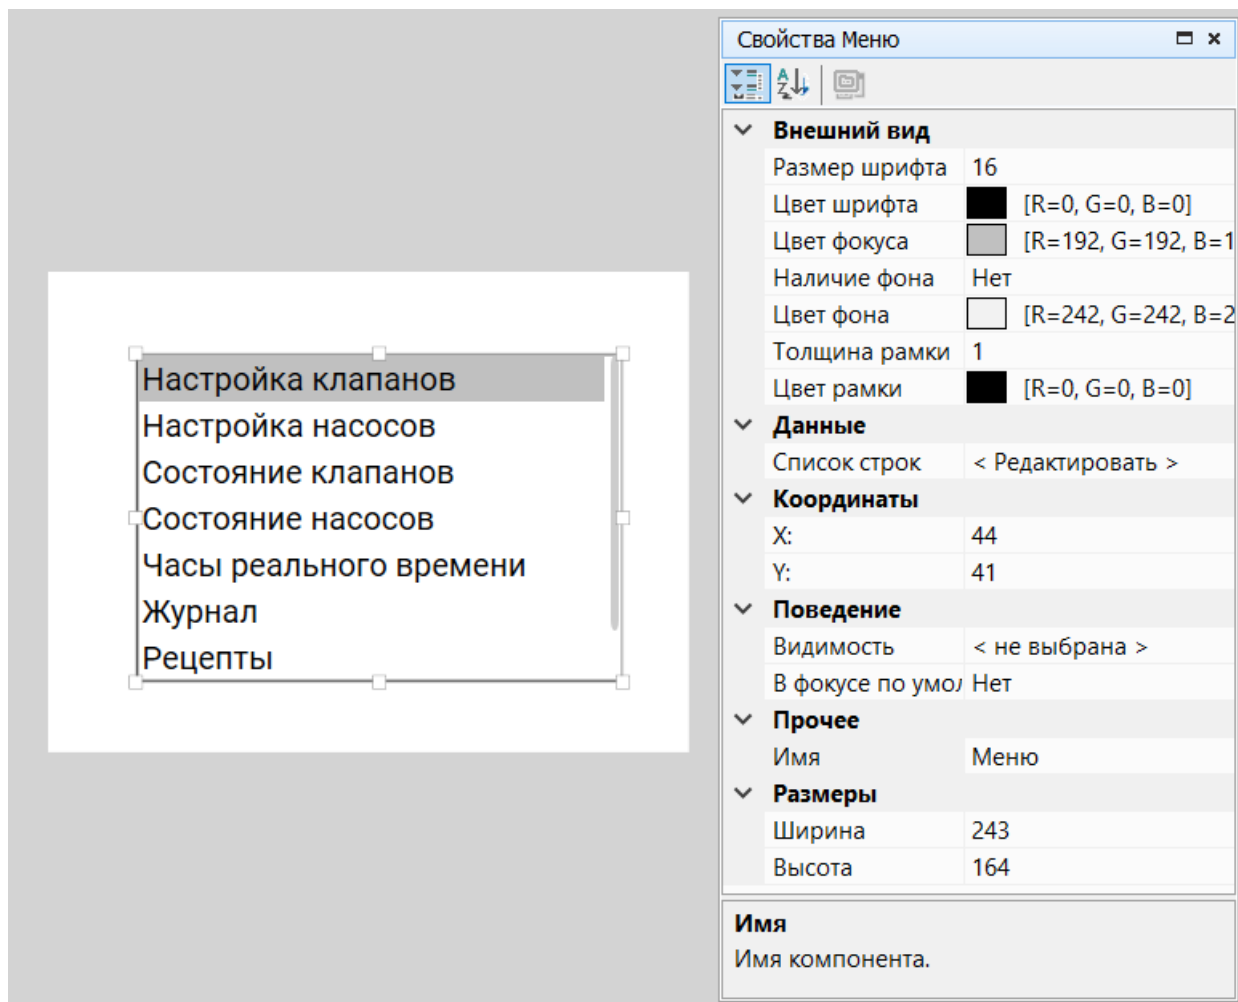 Настройка клапанов
Настройка насосов
Состояние клапанов
Состояние насосов
Часы реального времени
Журнал
Рецепты
Свойства Меню
Внешний вид
Размер шрифта 16
Цвет шрифта [R=0, G=0, B=0]
Цвет фокуса [R=192, G=192, B=1
Наличие фона Нет
Цвет фона [R=242, G=242, B=2
Толщина рамки 1
Цвет рамки [R=0, G=0, B=0]
Данные
Список строк < Редактировать >
Координаты
X: 44
Y: 41
Поведение
Видимость < не выбрана >
В фокусе по умол Нет
Прочее
Имя Меню
Размеры
Ширина 243
Высота 164
Имя
Имя компонента.